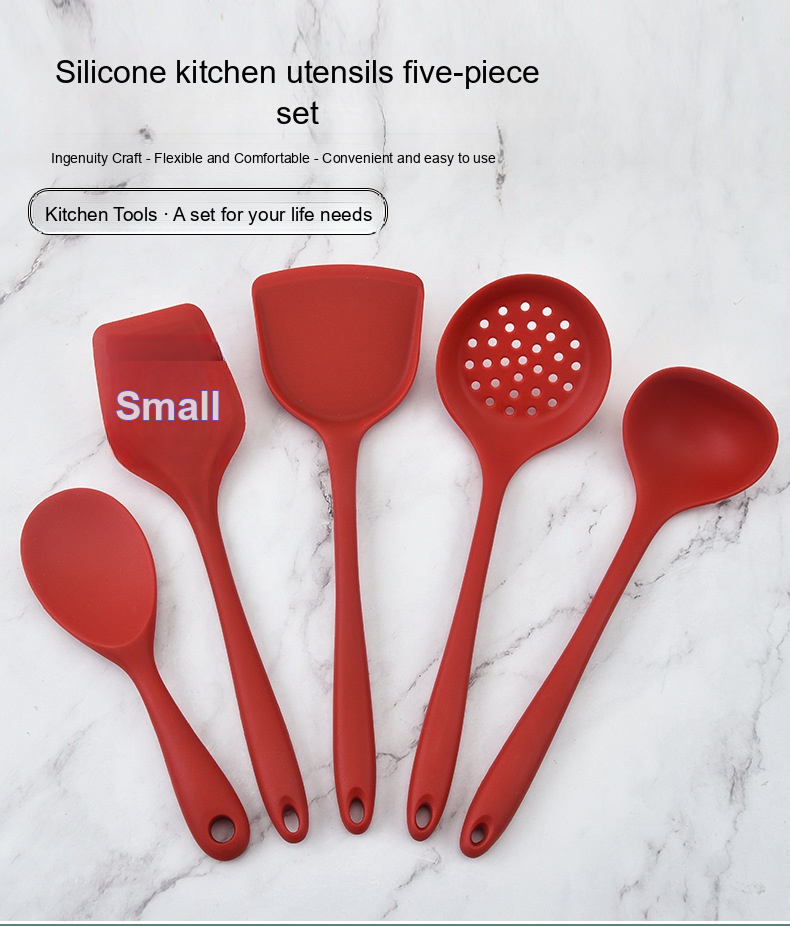 Silicone kitchen utensils five-piece
set
Ingenuity Craft - Flexible and Comfortable - Convenient and easy to use
Kitchen Tools · A set for your life needs
Small